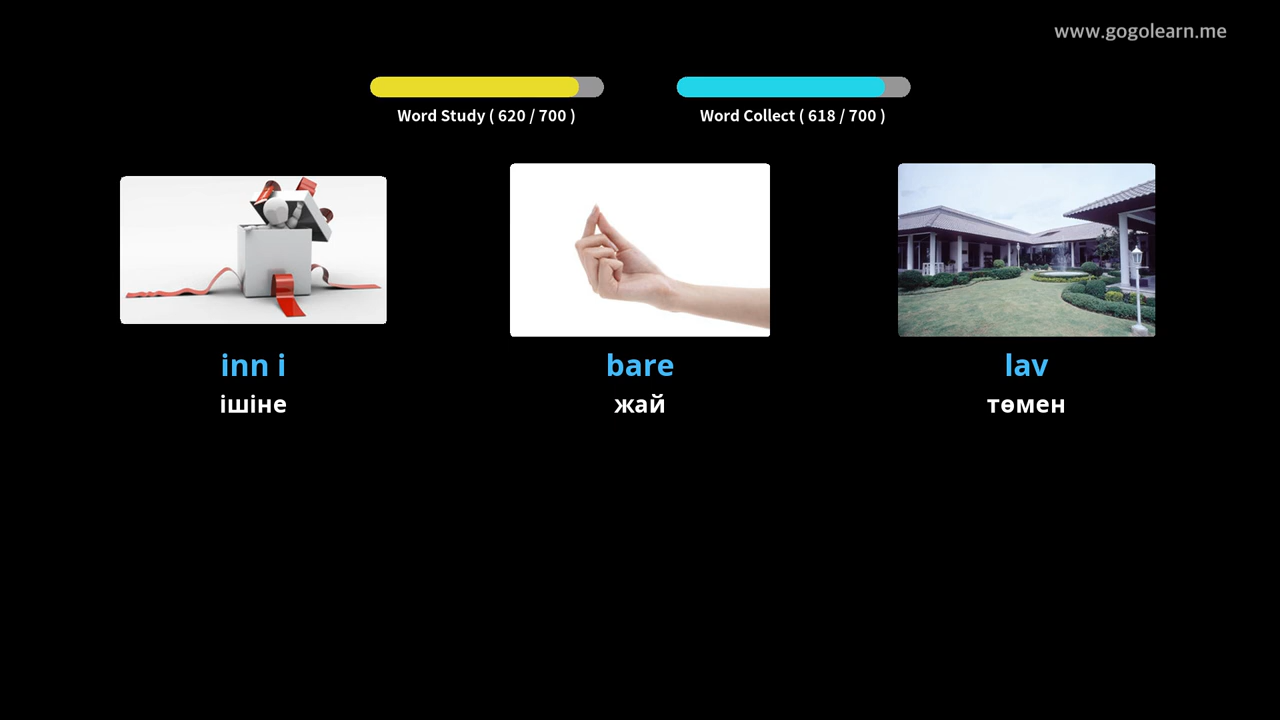 www.gogolearn.me
Word Study ( 620 / 700 )
Word Collect ( 618 / 700 )
inn i
ішіне
bare
жай
lav
төмен